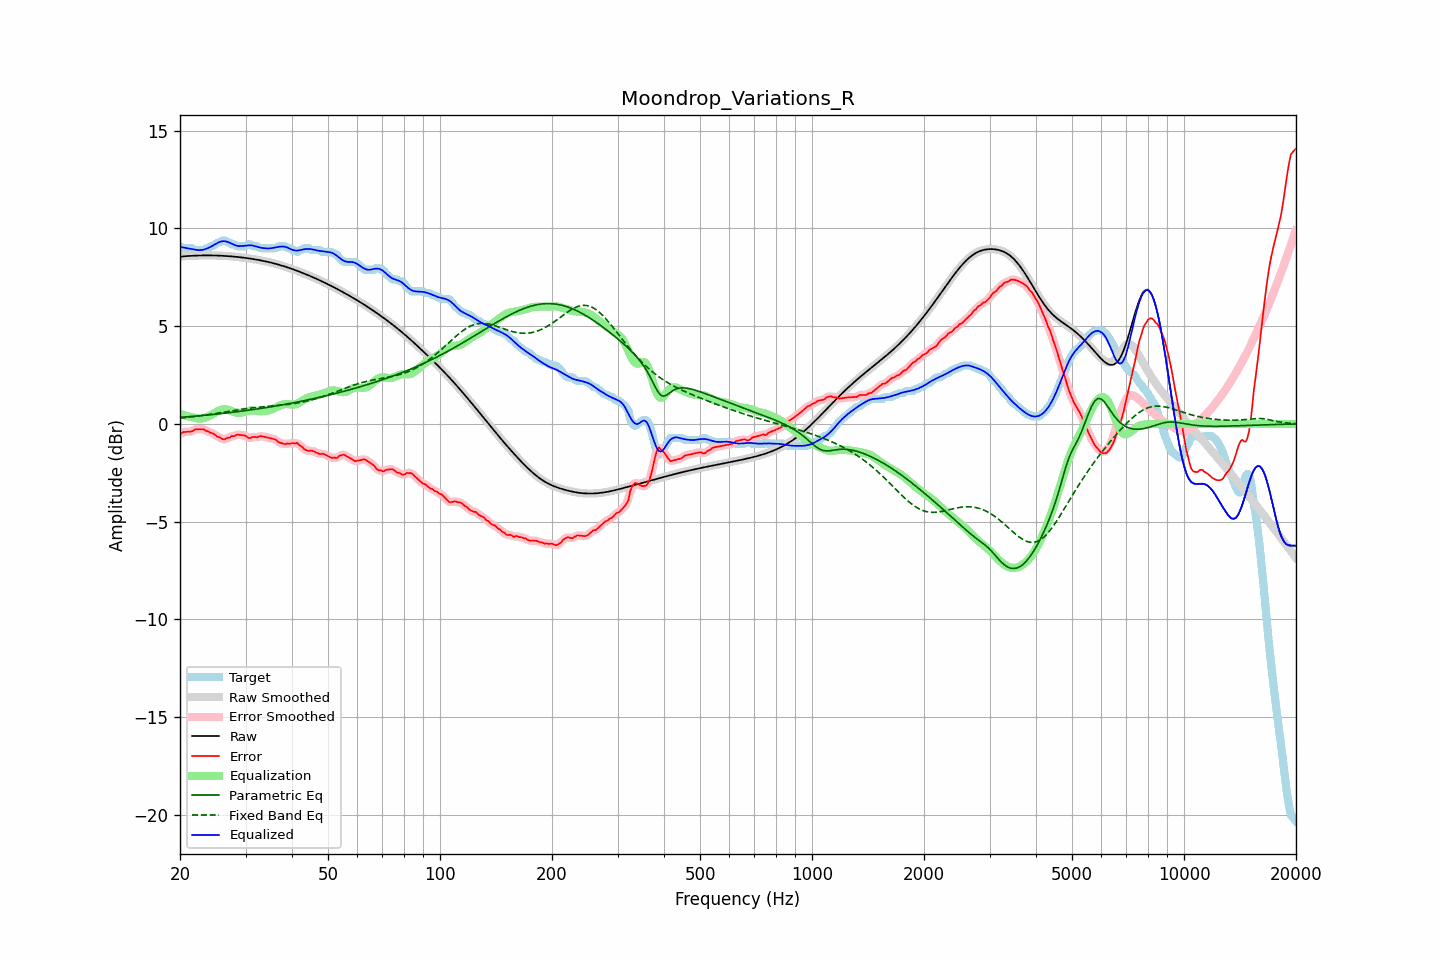 Moondrop_Variations_R
15
10
5
0
−5
−10
−15
−20
Amplitude (dBr)
Target
Raw Smoothed
Error Smoothed
Raw
Error
Equalization
Parametric Eq
Fixed Band Eq
Equalized
20 50 100 200 500 1000 2000 5000 10000 20000
Frequency (Hz)